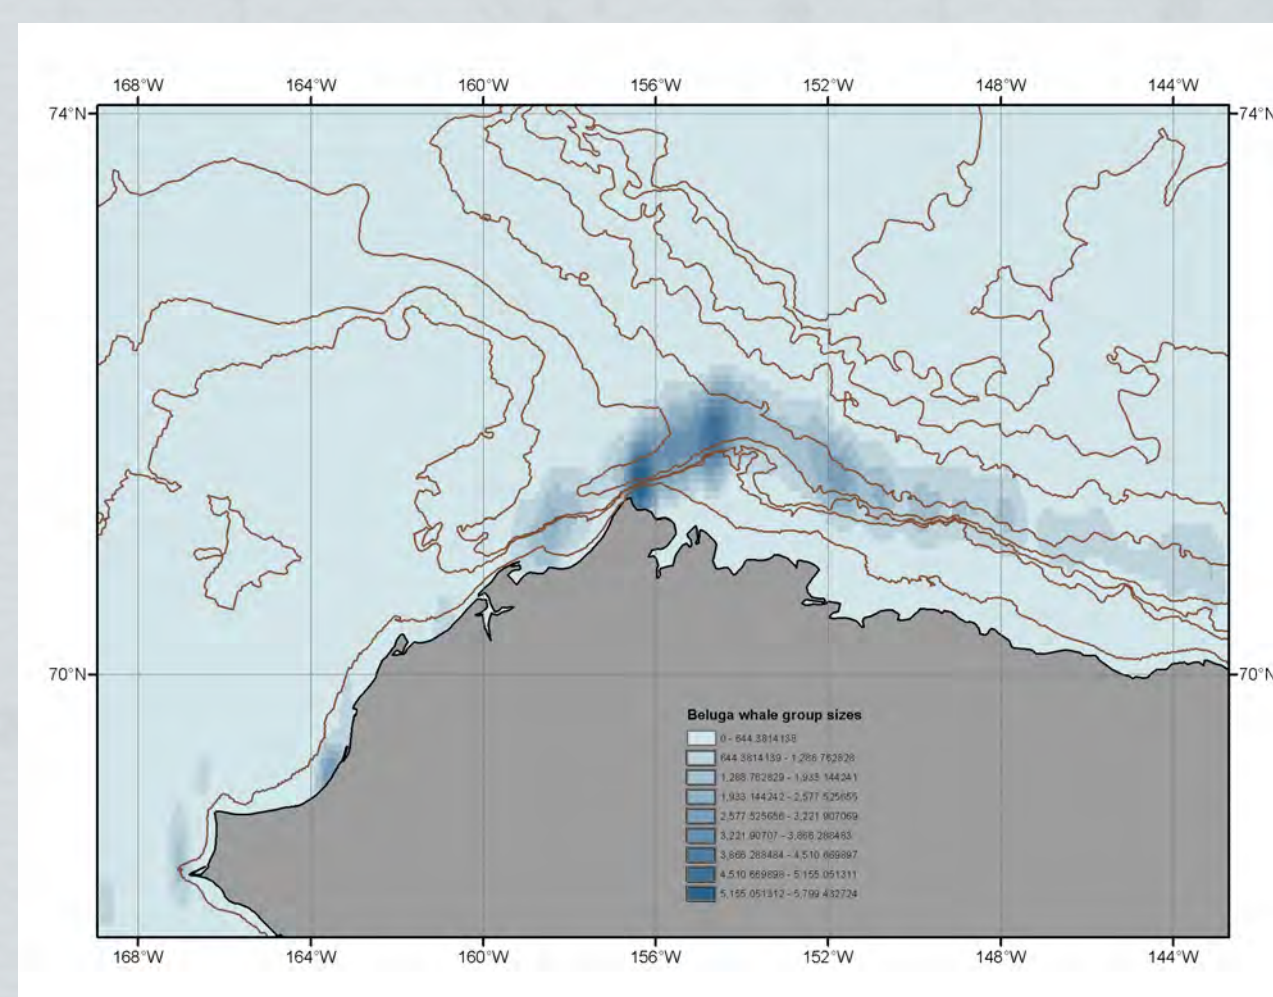 168°W 164°W 160°W 156°W 152°W 148°W 144°W
74°N 74°N
70°N 70°N
Beluga whale group sizes
0 - 644.3814138
644.3814139 - 1,288.762828
1,288.762829 - 1,933.144241
1,933.144242 - 2,577.525655
2,577.525656 - 3,221.907069
3,221.90707 - 3,866.288483
3,866.288484 - 4,510.669897
4,510.669898 - 5,155.051311
5,155.051312 - 5,799.432724
168°W 164°W 160°W 156°W 152°W 148°W 144°W